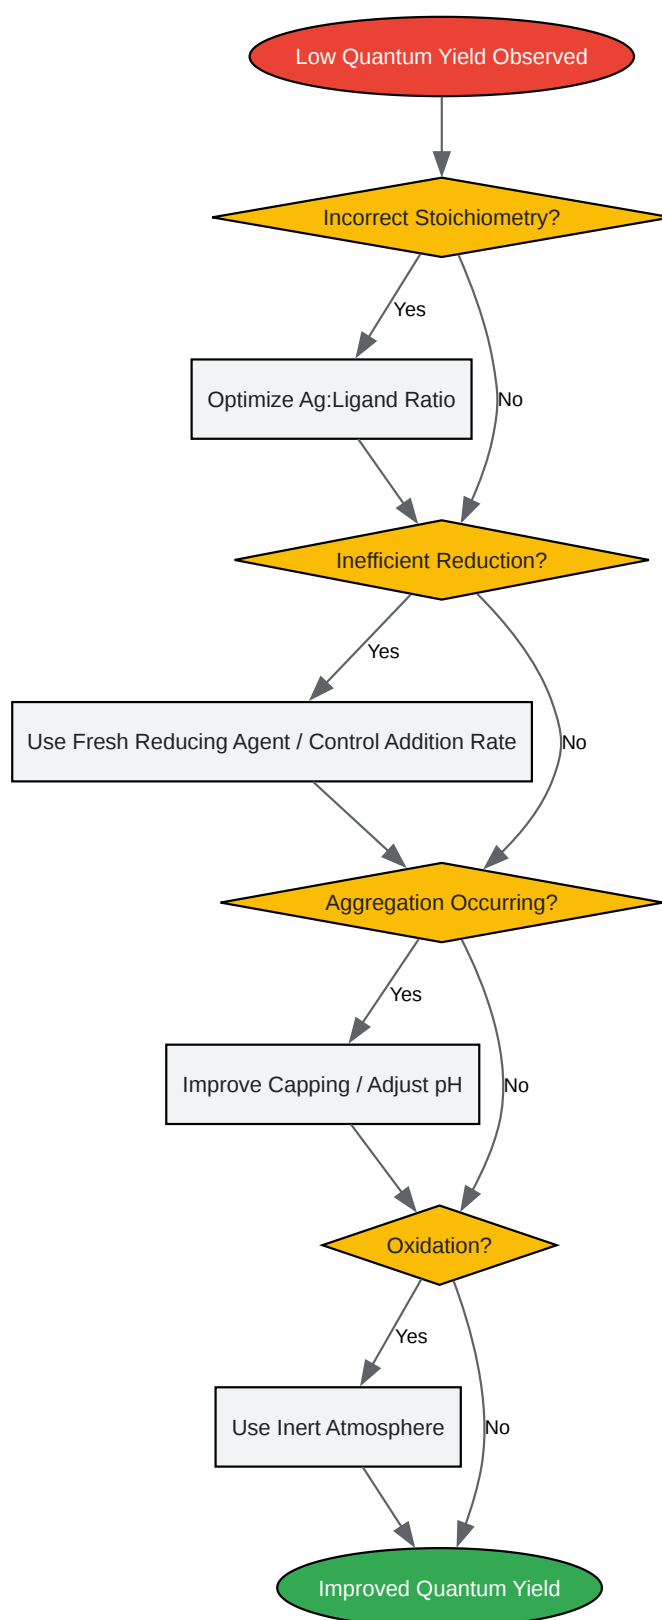 Low Quantum Yield Observed
Incorrect Stoichiometry?
Yes
Optimize Ag:Ligand Ratio
No
Inefficient Reduction?
Yes
Use Fresh Reducing Agent / Control Addition Rate
No
Aggregation Occurring?
Yes
Improve Capping / Adjust pH
No
Oxidation?
Yes
Use Inert Atmosphere
No
Improved Quantum Yield